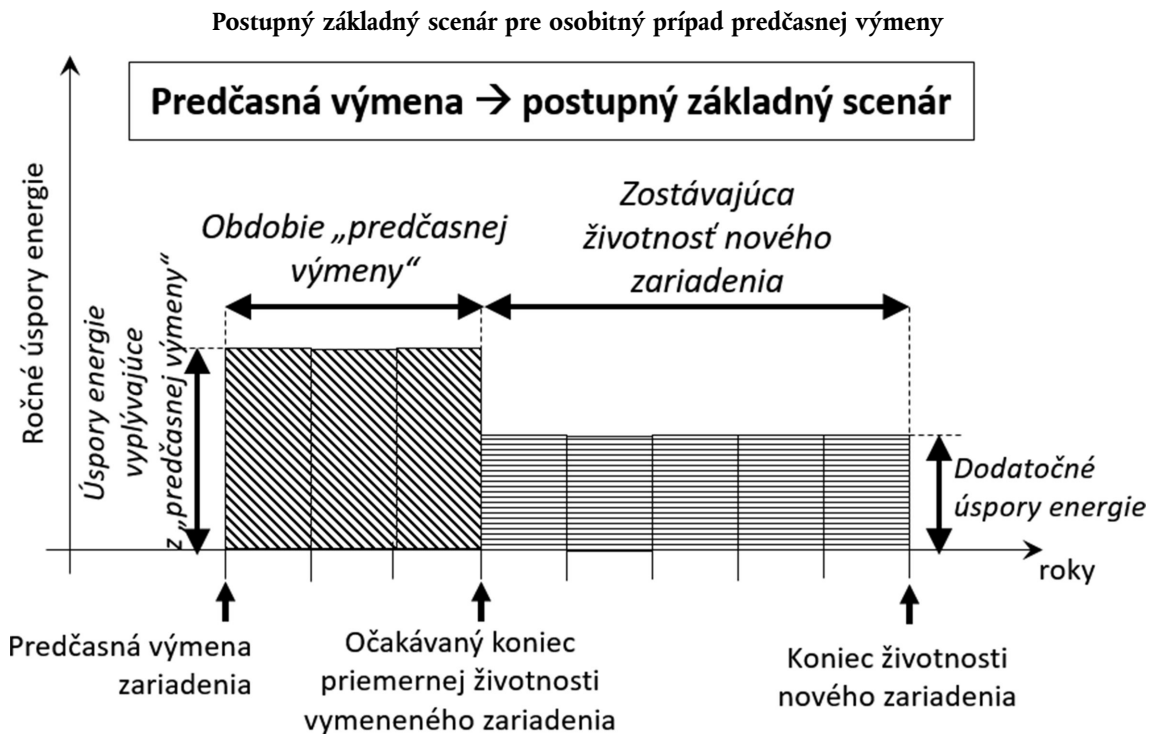 Postupný základný scenár pre osobitný prípad predčasnej výmeny
Predčasná výmena → postupný základný scenár
Ročné úspory energie
Úspory energie
vyplývajúce
z „predčasnej výmeny“
Obdobie „predčasnej
výmeny“
Zostávajúca
životnosť nového
zariadenia
Dodatočné
úspory energie
roky
Predčasná výmena
zariadenia
Očakávaný koniec
priemernej životnosti
vymeneného zariadenia
Koniec životnosti
nového zariadenia